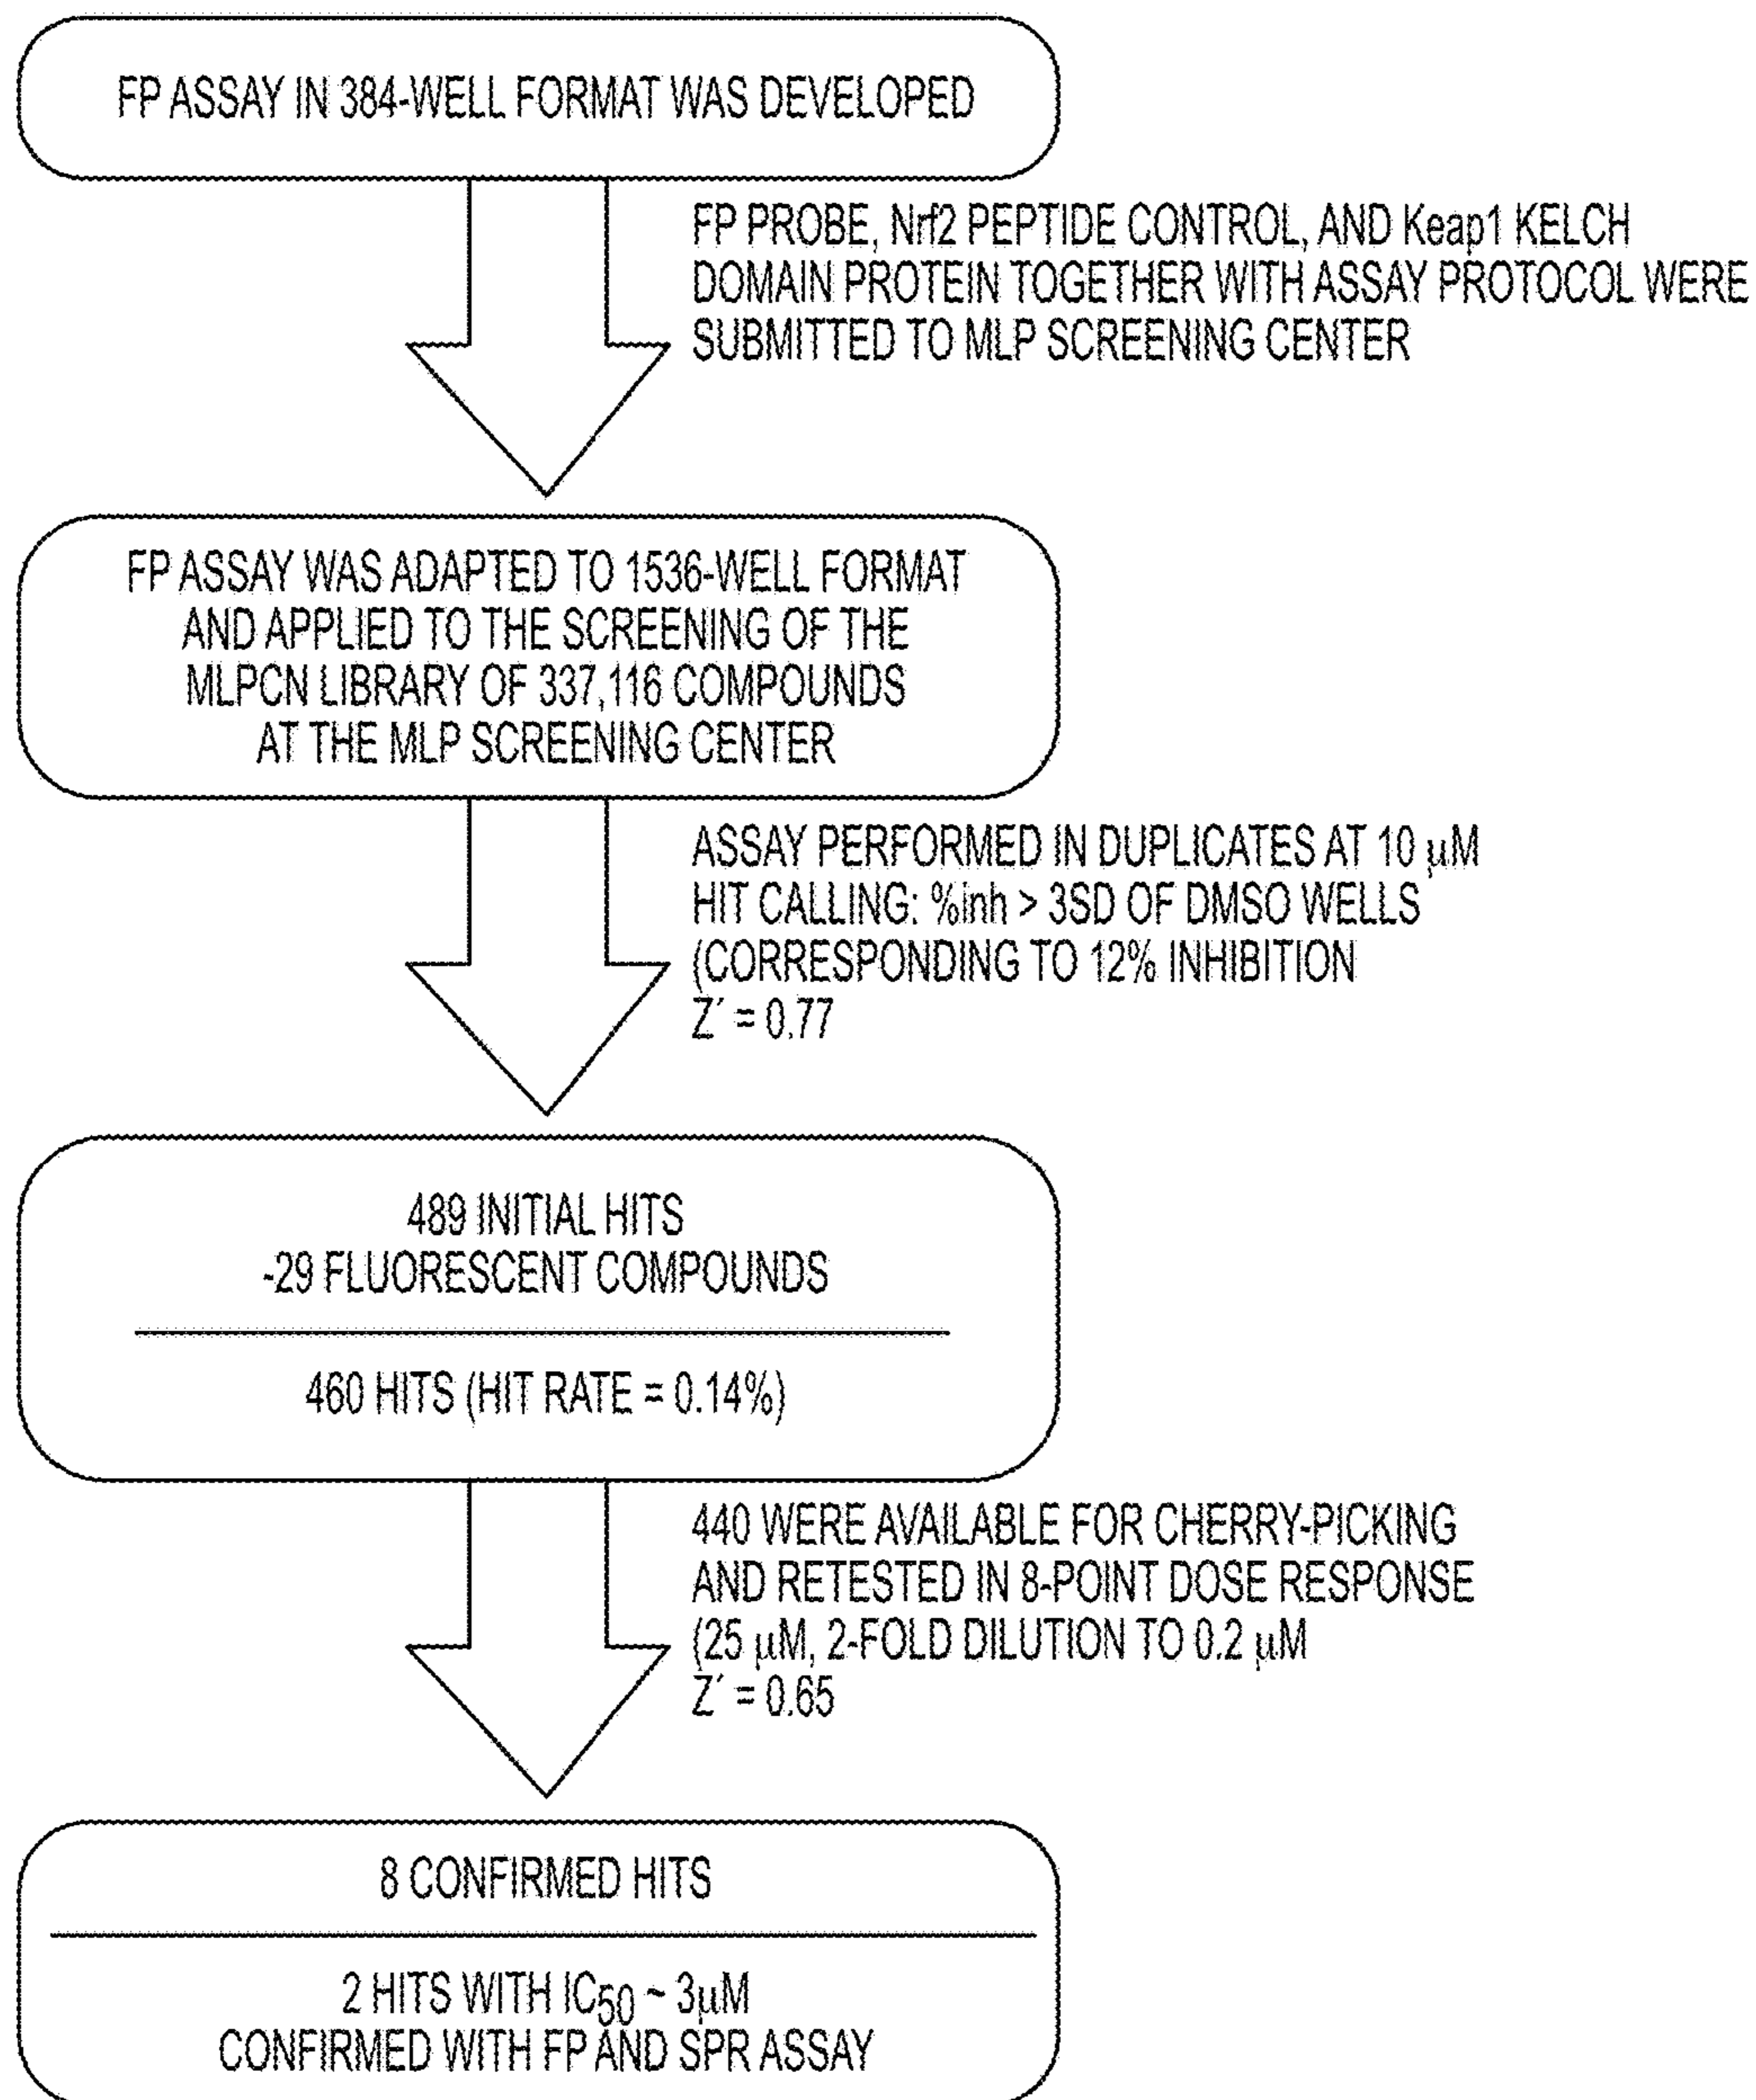 FP ASSAY IN 384-WELL FORMAT WAS DEVELOPED
FP PROBE, Nrf2 PEPTIDE CONTROL, AND Keap1 KELCH
DOMAIN PROTEIN TOGETHER WITH ASSAY PROTOCOL WERE
SUBMITTED TO MLP SCREENING CENTER
FP ASSAY WAS ADAPTED TO 1536-WELL FORMAT
AND APPLIED TO THE SCREENING OF THE
MLPCN LIBRARY OF 337,116 COMPOUNDS
AT THE MLP SCREENING CENTER
ASSAY PERFORMED IN DUPLICATES AT 10 µM
HIT CALLING: %inh > 3SD OF DMSO WELLS
(CORRESPONDING TO 12% INHIBITION
Z´ = 0.77
489 INITIAL HITS
-29 FLUORESCENT COMPOUNDS
460 HITS (HIT RATE = 0.14%)
440 WERE AVAILABLE FOR CHERRY-PICKING
AND RETESTED IN 8-POINT DOSE RESPONSE
(25 µM, 2-FOLD DILUTION TO 0.2 µM
Z´ = 0.65
8 CONFIRMED HITS
2 HITS WITH IC50 ~ 3µM
CONFIRMED WITH FP AND SPR ASSAY